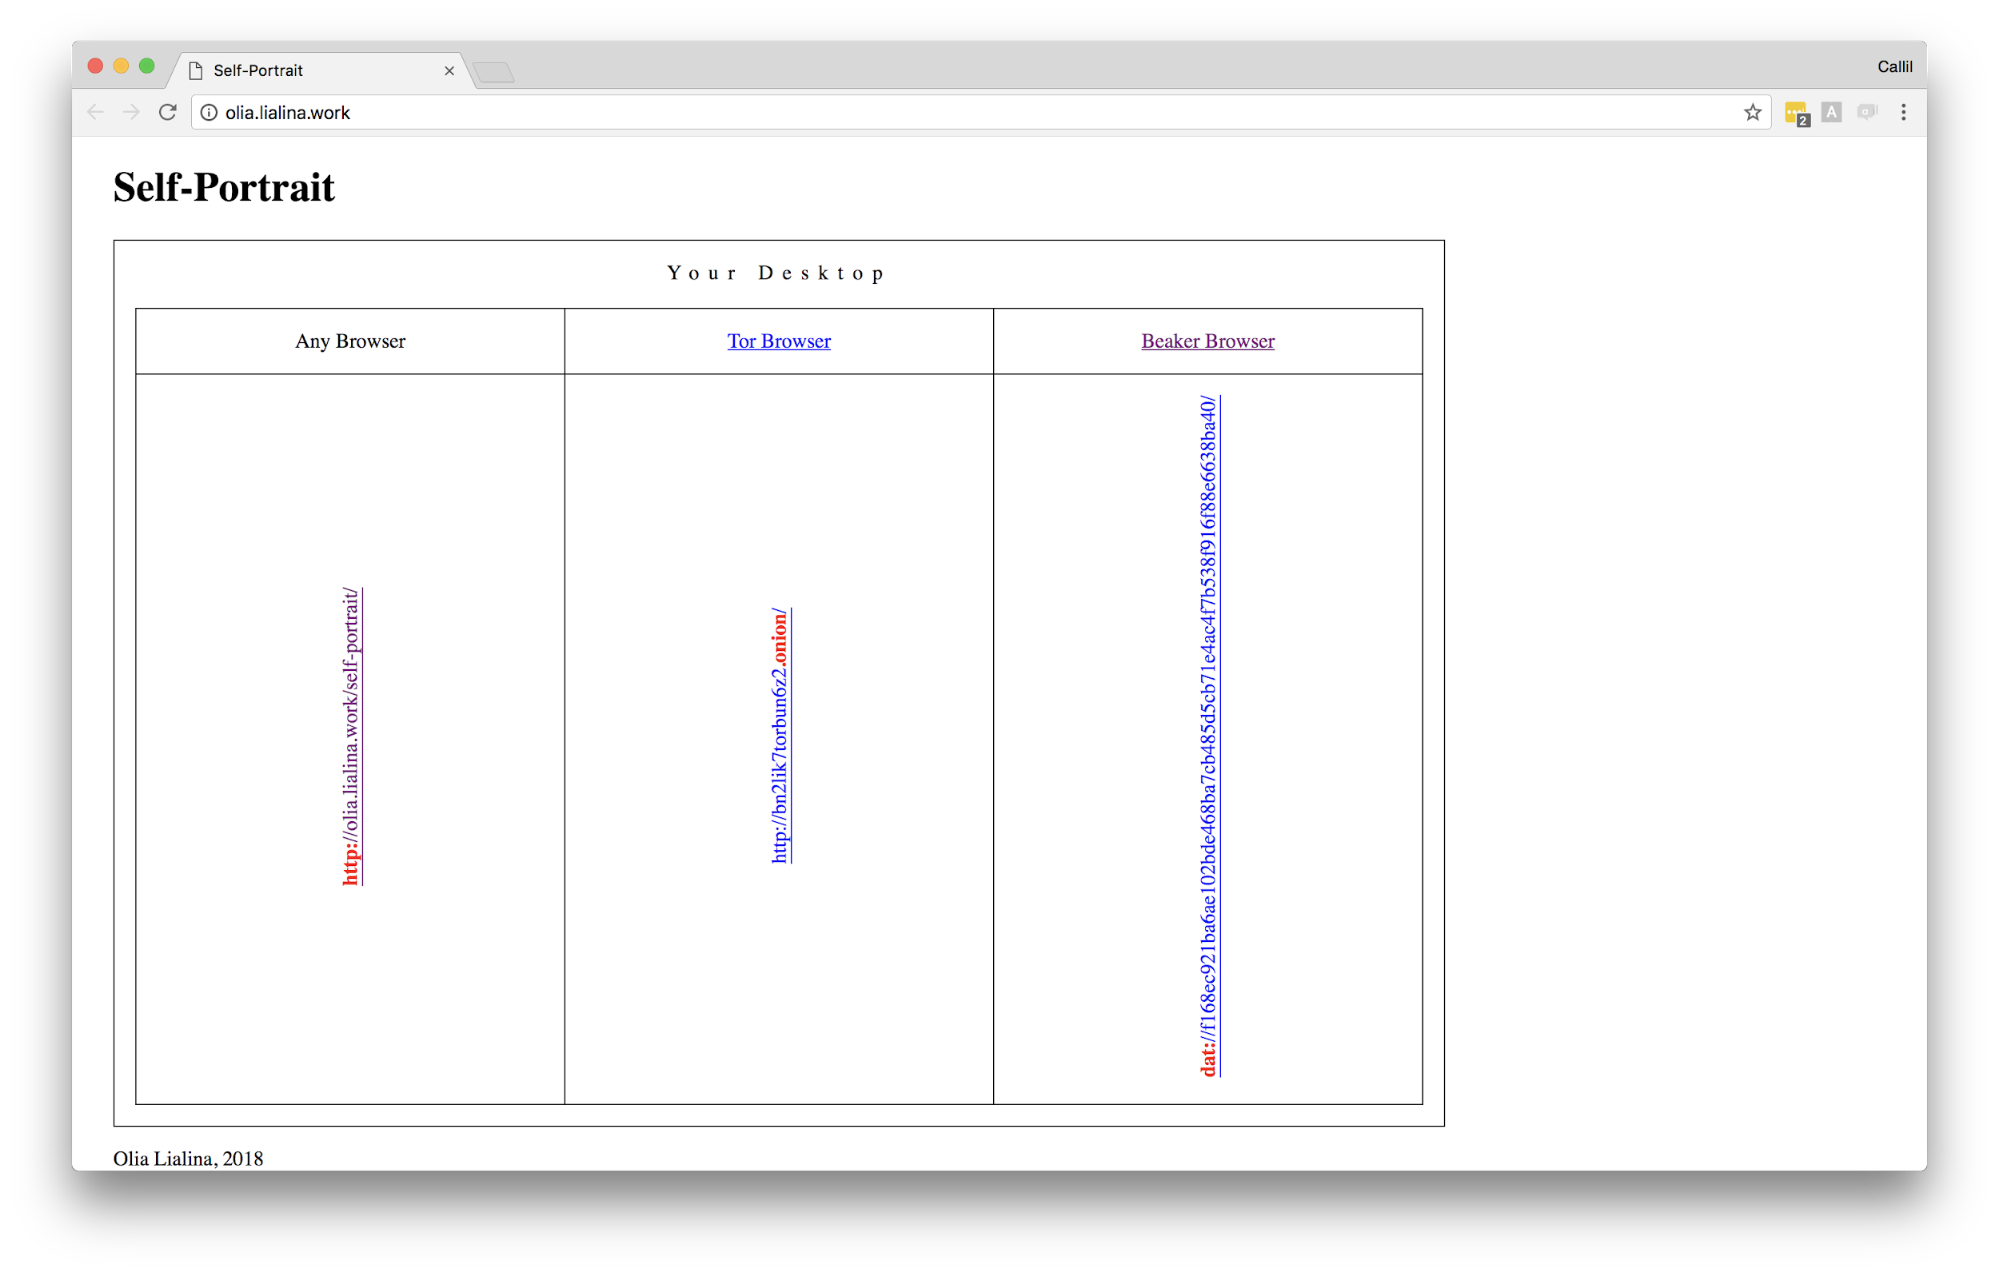 Self-Portrait
Callil
olia.lialina.work
2
A
Self-Portrait
Your Desktop
Any Browser
Tor Browser
Beaker Browser
http://olia.lialina.work/self-portrait/
http://bn2lik7torbun6z2.onion/
dat://f168ec921ba6ae102bde468ba7cb485d5cb71e4ac4f7b538f916f88e6638ba40/
Olia Lialina, 2018